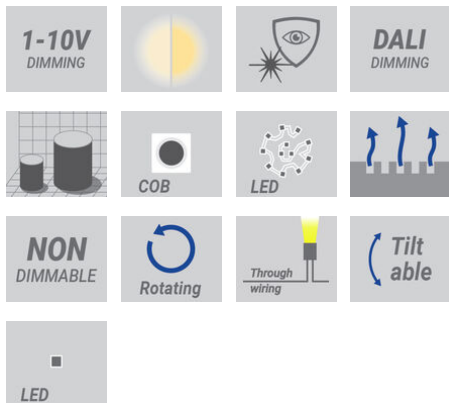 1-10V
DIMMING
DALI
DIMMING
COB
LED
NON
DIMMABLE
Rotating
Through
wiring
Tilt
able
LED